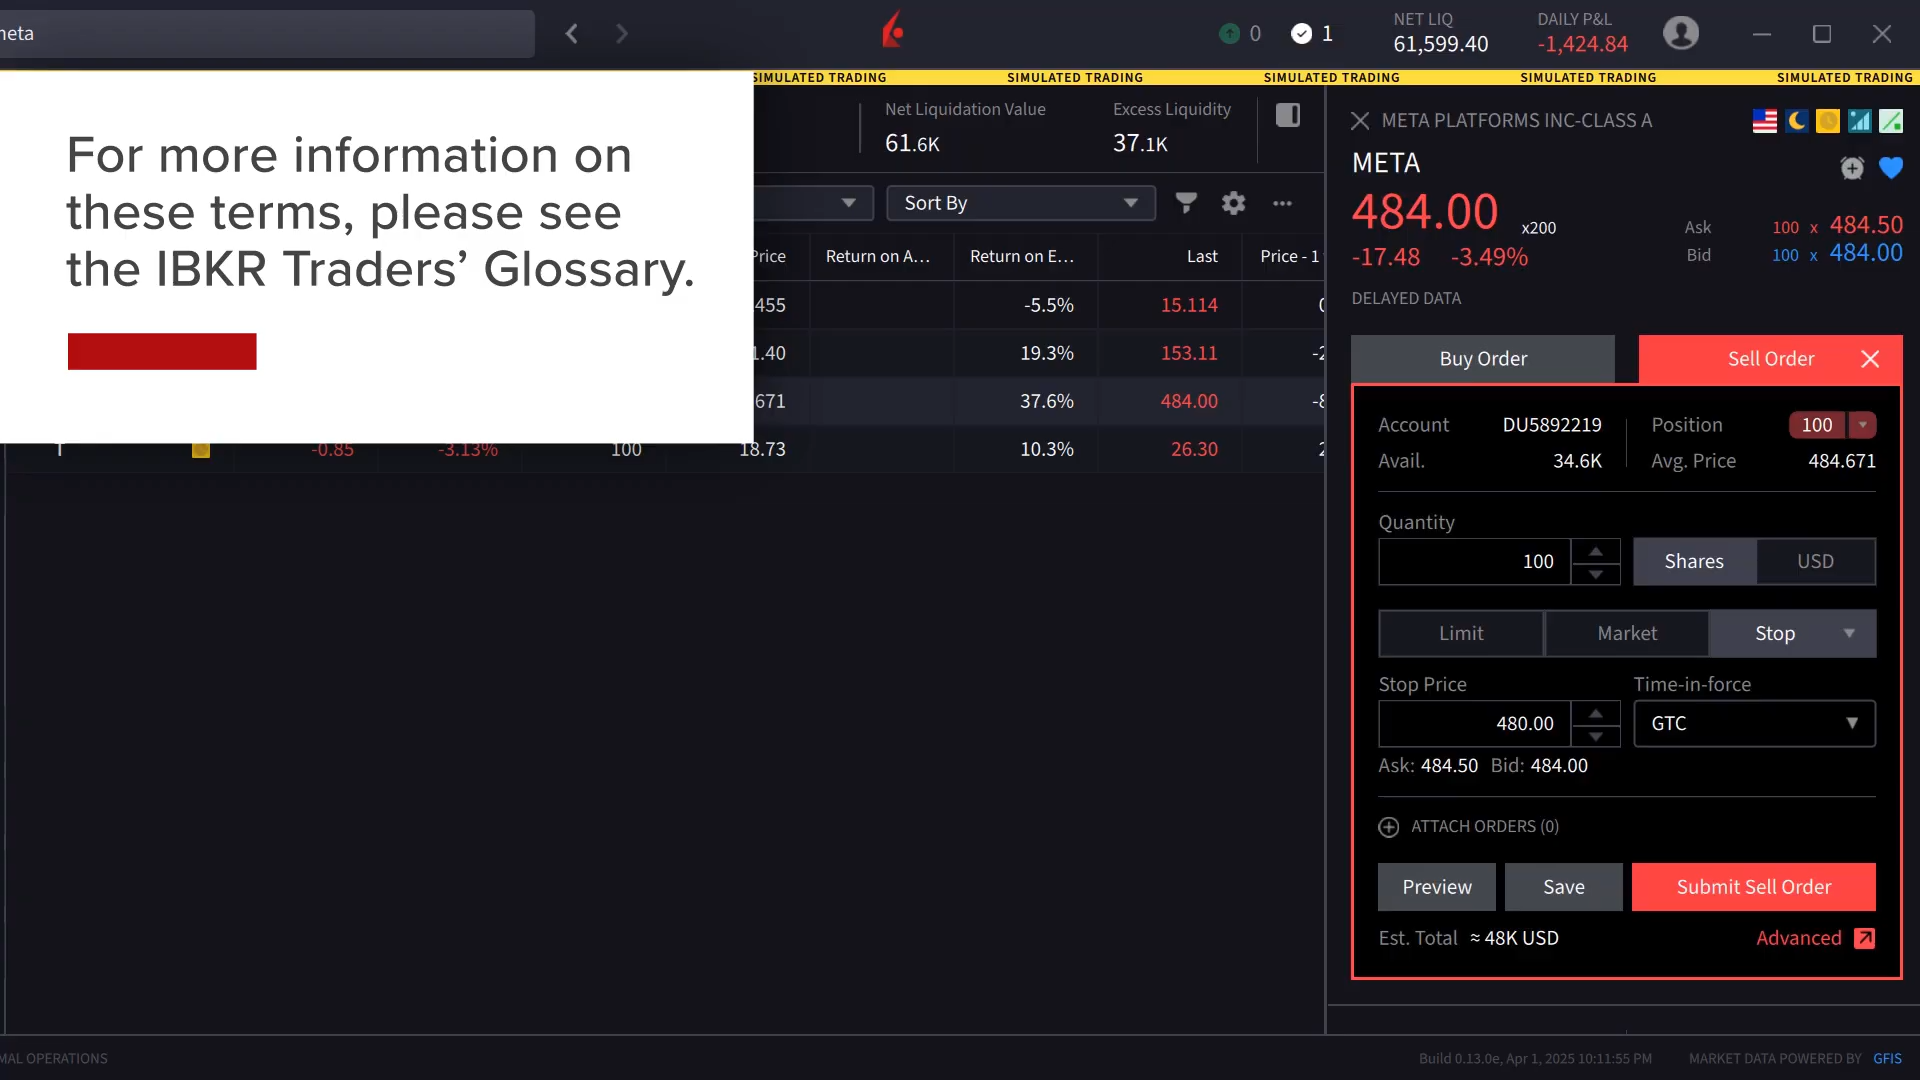 meta
0
1
NET LIQ
61,599.40
DAILY P&L
-1,424.84
SIMULATED TRADING SIMULATED TRADING SIMULATED TRADING SIMULATED TRADING SIMULATED TRADING
For more information on
these terms, please see
the IBKR Traders’ Glossary.
Net Liquidation Value
61.6K
Excess Liquidity
37.1K
Sort By
Price Return on A... Return on E... Last Price - 1
455 -5.5% 15.114
1.40 19.3% 153.11
671 37.6% 484.00
T -0.85 -3.13% 100 18.73 10.3% 26.30
META PLATFORMS INC-CLASS A
META
484.00 x200
-17.48 -3.49%
Ask 100 x 484.50
Bid 100 x 484.00
DELAYED DATA
Buy Order Sell Order
Account DU5892219 Position 100
Avail. 34.6K Avg. Price 484.671
Quantity
100 Shares USD
Limit Market Stop
Stop Price Time-in-force
480.00 GTC
Ask: 484.50 Bid: 484.00
ATTACH ORDERS (0)
Preview Save Submit Sell Order
Est. Total ≈ 48K USD Advanced
MAL OPERATIONS
Build 0.13.0e, Apr 1, 2025 10:11:55 PM MARKET DATA POWERED BY GFIS